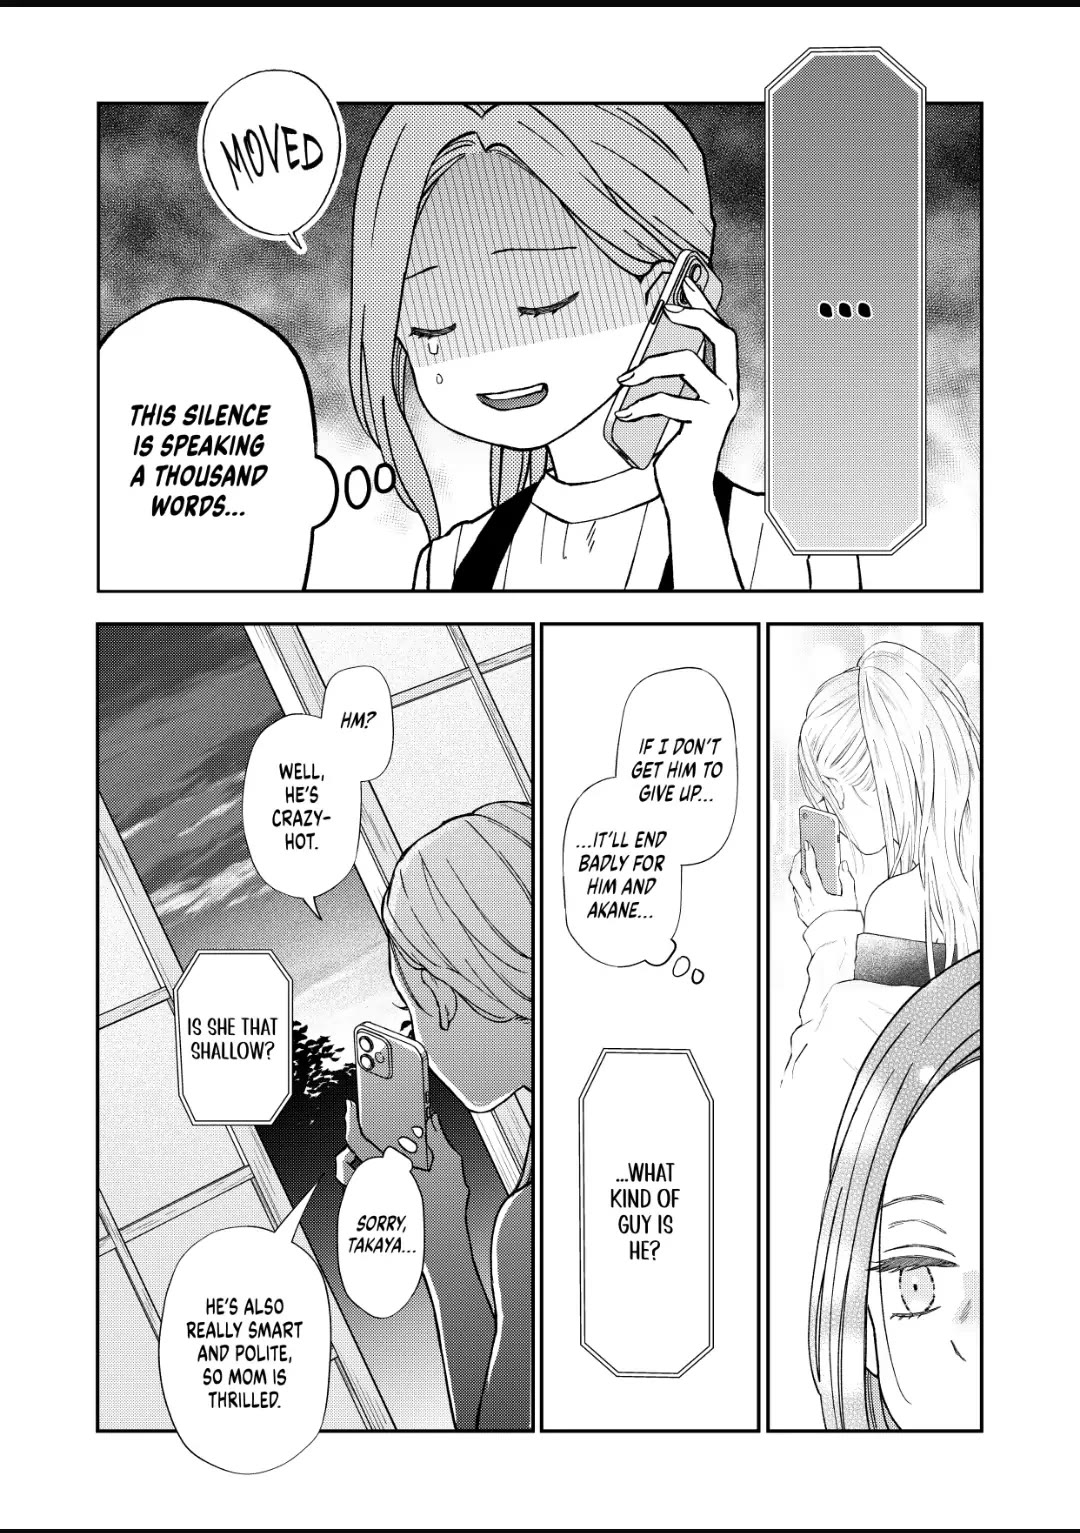 ...
MOVED
THIS SILENCE
IS SPEAKING
A THOUSAND
WORDS...
IF I DON'T
GET HIM TO
GIVE UP...
...IT'LL END
BADLY FOR
HIM AND
AKANE...
...WHAT
KIND OF
GUY IS
HE?
HM?
WELL,
HE'S
CRAZY-
HOT.
IS SHE THAT
SHALLOW?
SORRY,
TAKAYA...
HE'S ALSO
REALLY SMART
AND POLITE,
SO MOM IS
THRILLED.